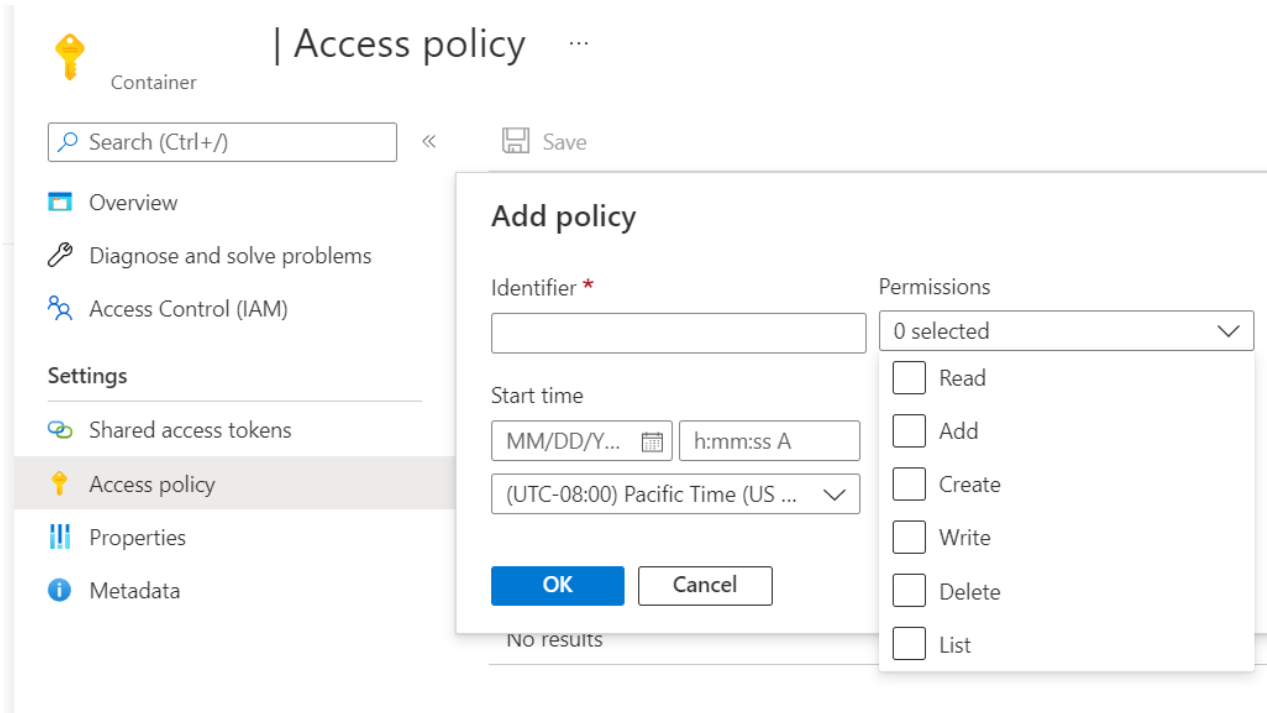 | Access policy ...
Container
Search (Ctrl+/)
«
Save
Overview
Diagnose and solve problems
Access Control (IAM)
Settings
Shared access tokens
Access policy
Properties
Metadata
Add policy
Identifier *
Permissions
0 selected
Read
Add
Create
Write
Delete
List
Start time
MM/DD/Y... h:mm:ss A
(UTC-08:00) Pacific Time (US ...
OK Cancel
No results